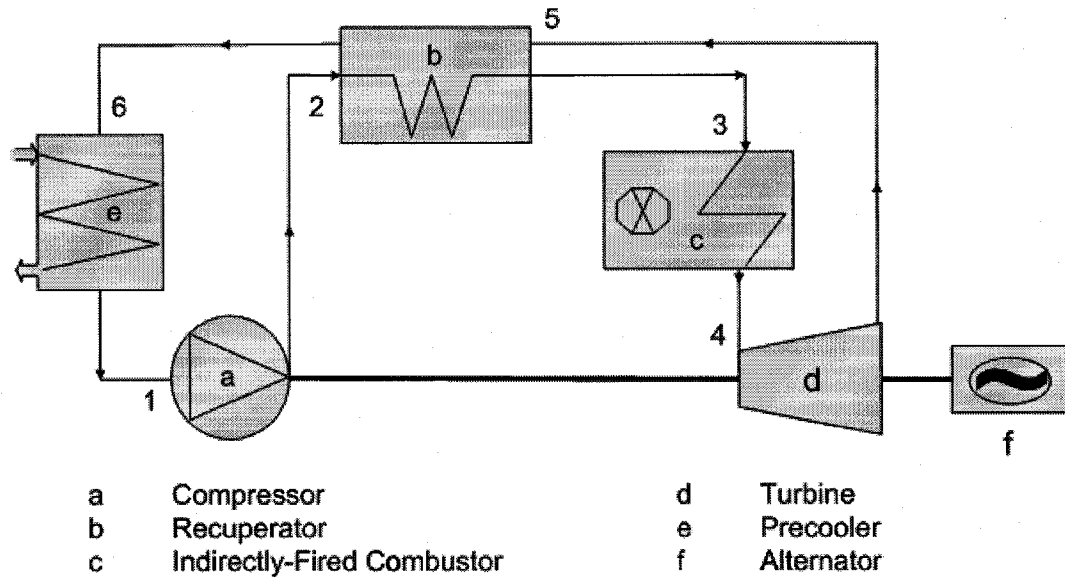 5
b
6
2
3
e
c
4
1
a
d
f
a Compressor d Turbine
b Recuperator e Precooler
c Indirectly-Fired Combustor f Alternator